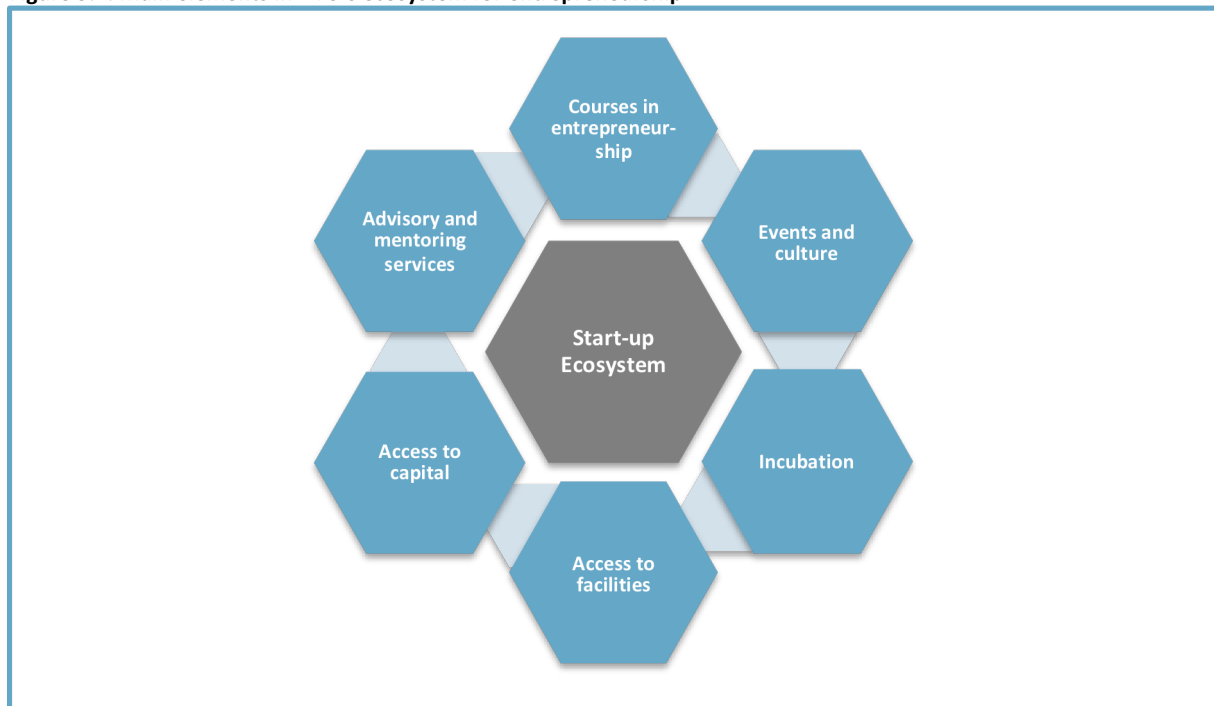 Courses in
entrepreneur-
ship
Advisory and
mentoring
services
Events and
culture
Start-up
Ecosystem
Access to
capital
Incubation
Access to
facilities